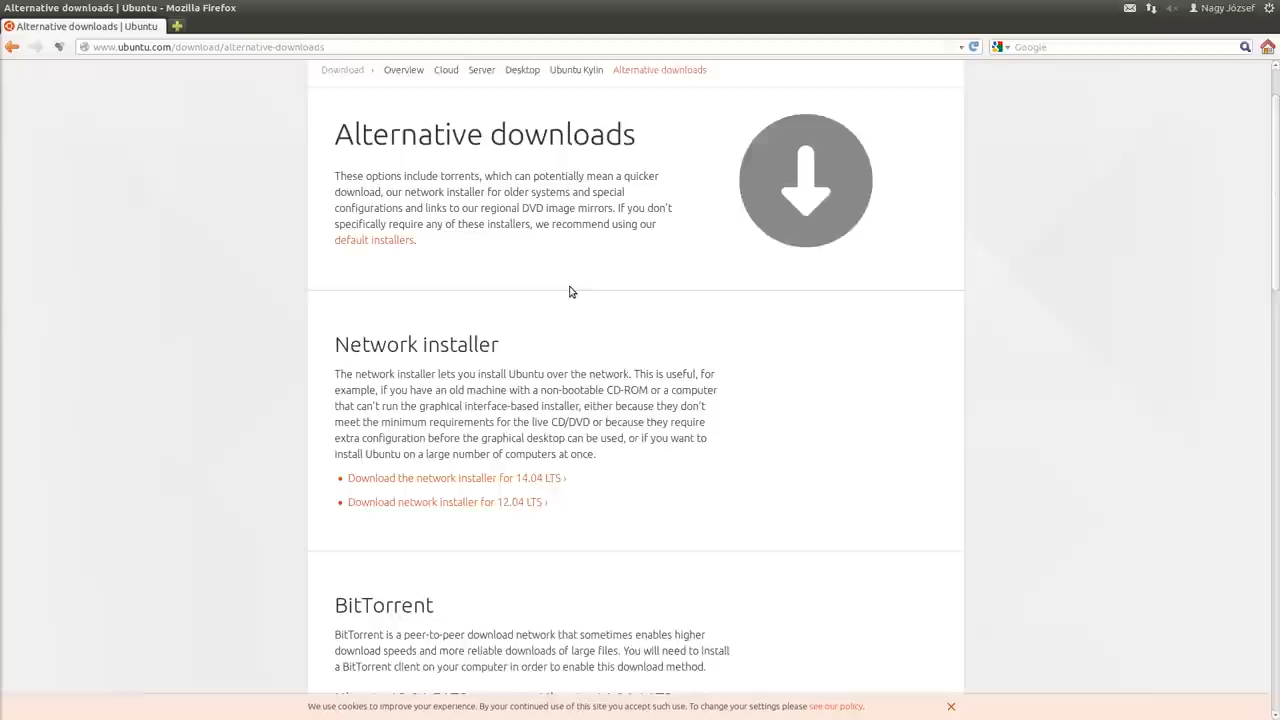 Alternative downloads | Ubuntu - Mozilla Firefox
Nagy József
Alternative downloads | Ubuntu
www.ubuntu.com/download/alternative-downloads
Google
Download › Overview Cloud Server Desktop Ubuntu Kylin Alternative downloads
Alternative downloads
These options include torrents, which can potentially mean a quicker
download, our network installer for older systems and special
configurations and links to our regional DVD image mirrors. If you don't
specifically require any of these installers, we recommend using our
default installers.
Network installer
The network installer lets you install Ubuntu over the network. This is useful, for
example, if you have an old machine with a non-bootable CD-ROM or a computer
that can't run the graphical interface-based installer, either because they don't
meet the minimum requirements for the live CD/DVD or because they require
extra configuration before the graphical desktop can be used, or if you want to
install Ubuntu on a large number of computers at once.
• Download the network installer for 14.04 LTS ›
• Download network installer for 12.04 LTS ›
BitTorrent
BitTorrent is a peer-to-peer download network that sometimes enables higher
download speeds and more reliable downloads of large files. You will need to install
a BitTorrent client on your computer in order to enable this download method.
We use cookies to improve your experience. By your continued use of this site you accept such use. To change your settings please see our policy.